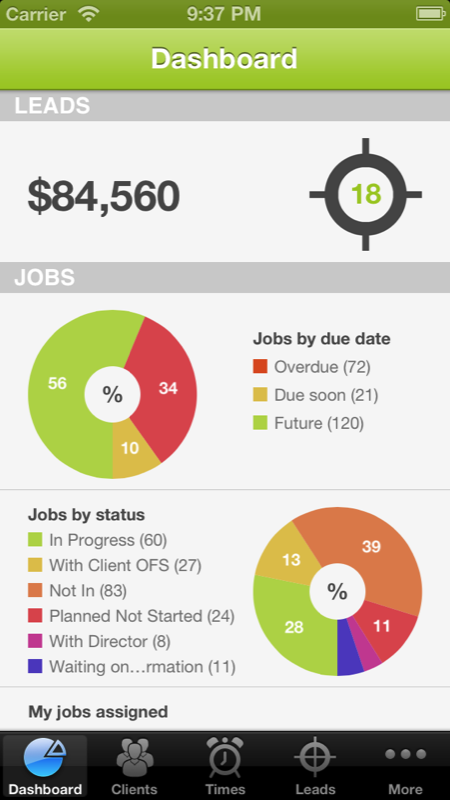 Carrier 9:37 PM
Dashboard
LEADS
$84,560
18
JOBS
56
34
10
%
Jobs by due date
Overdue (72)
Due soon (21)
Future (120)
Jobs by status
In Progress (60)
With Client OFS (27)
Not In (83)
Planned Not Started (24)
With Director (8)
Waiting on...rmation (11)
39
13
%
28
11
My jobs assigned
Dashboard Clients Times Leads More